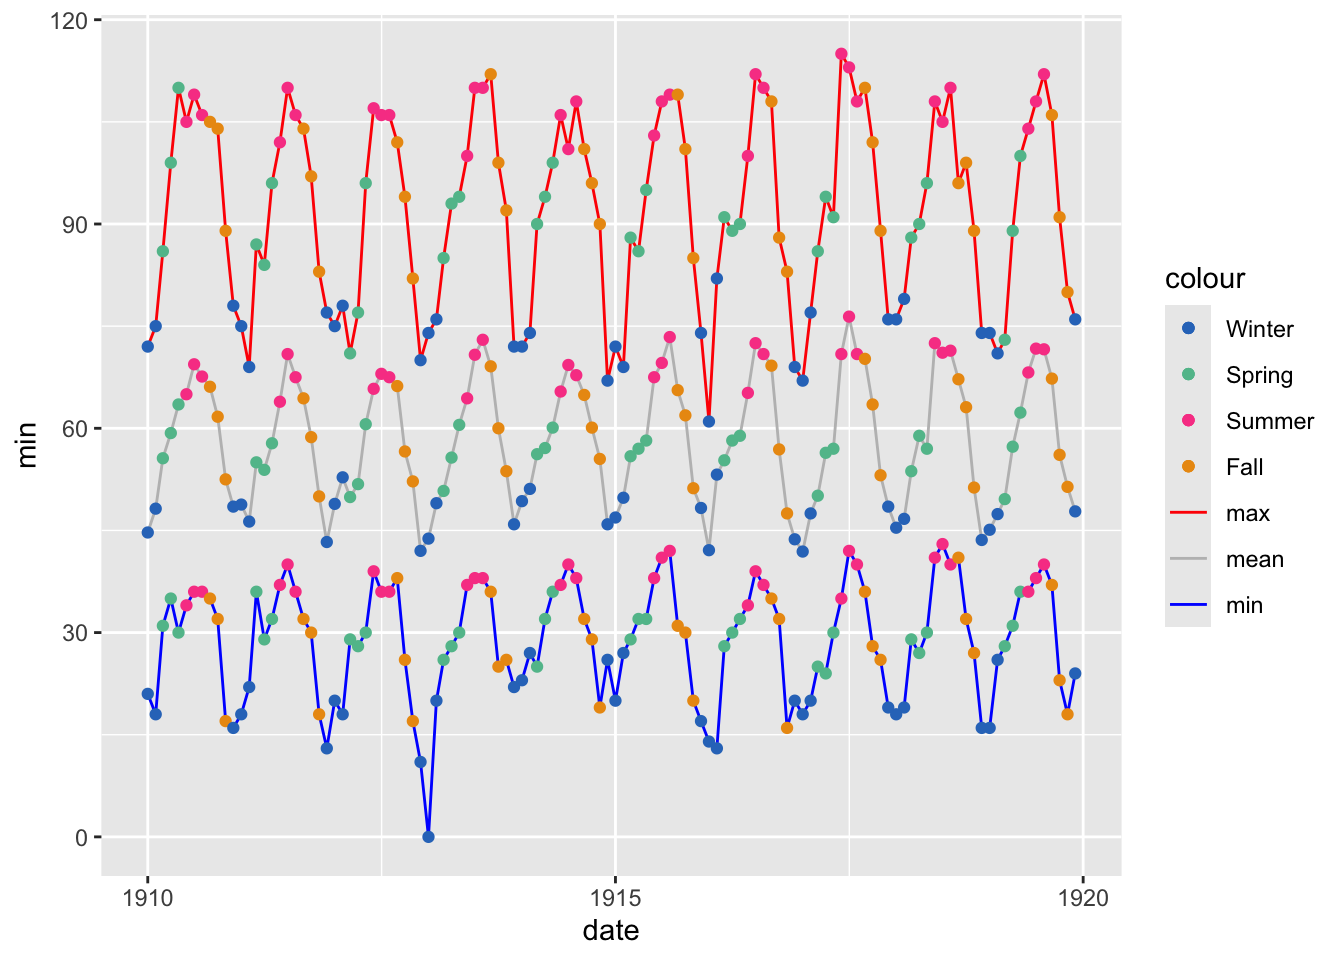 120
90
60
30
0
min
1910
1915
1920
date
colour
Winter
Spring
Summer
Fall
max
mean
min